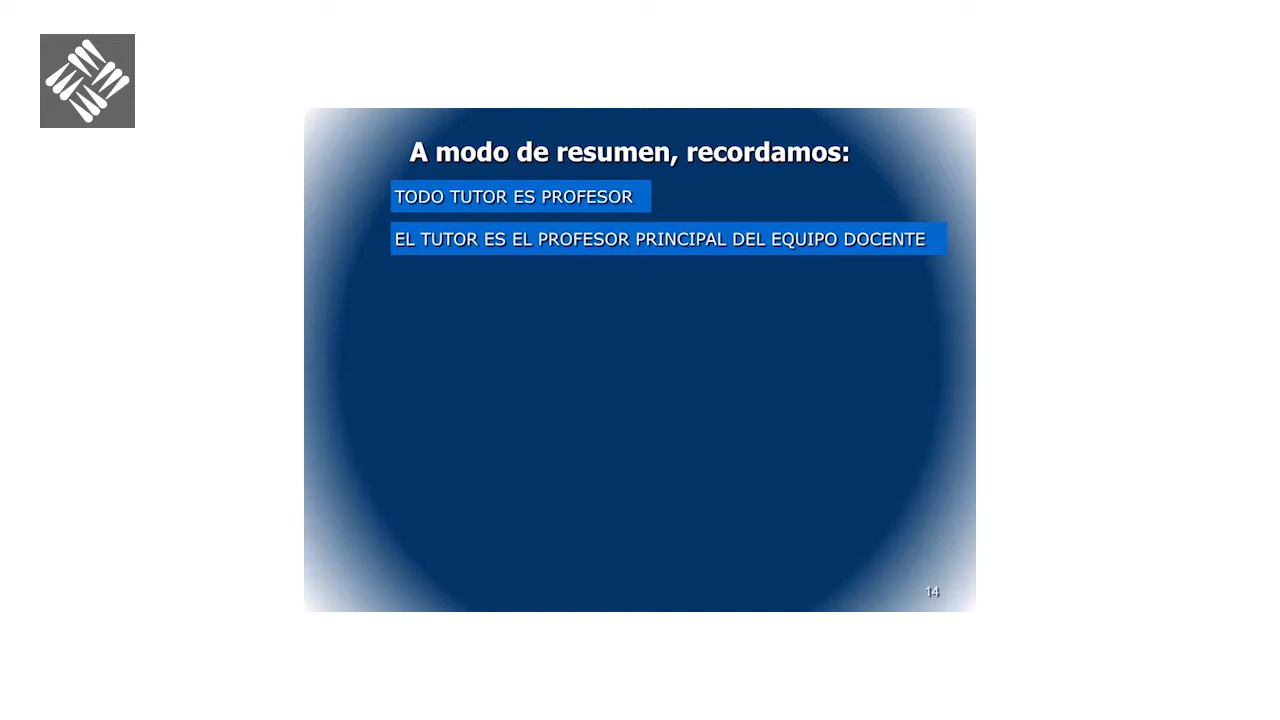 A modo de resumen, recordamos:
TODO TUTOR ES PROFESOR
EL TUTOR ES EL PROFESOR PRINCIPAL DEL EQUIPO DOCENTE
14